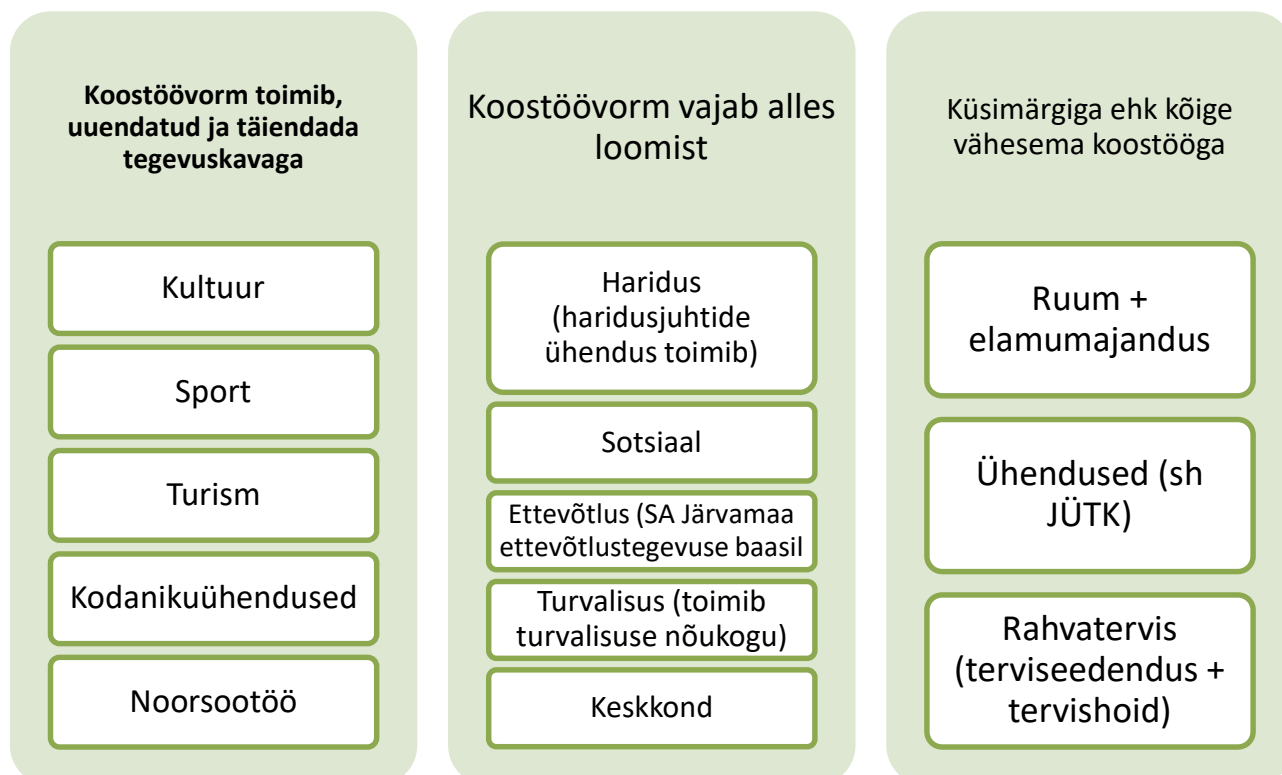 Koostöövorm toimib,
uuendatud ja täiendada
tegevuskavaga
Kultuur
Sport
Turism
Kodanikuühendused
Noorsootöö
Koostöövorm vajab alles
loomist
Haridus
(haridusjuhtide
ühendus toimib)
Sotsiaal
Ettevõtlus (SA Järvamaa
ettevõtlustegevuse baasil
Turvalisus (toimib
turvalisuse nõukogu)
Keskkond
Küsimärgiga ehk kõige
vähesema koostööga
Ruum +
elamumajandus
Ühendused (sh
JÜTK)
Rahvatervis
(terviseedendus +
tervishoid)